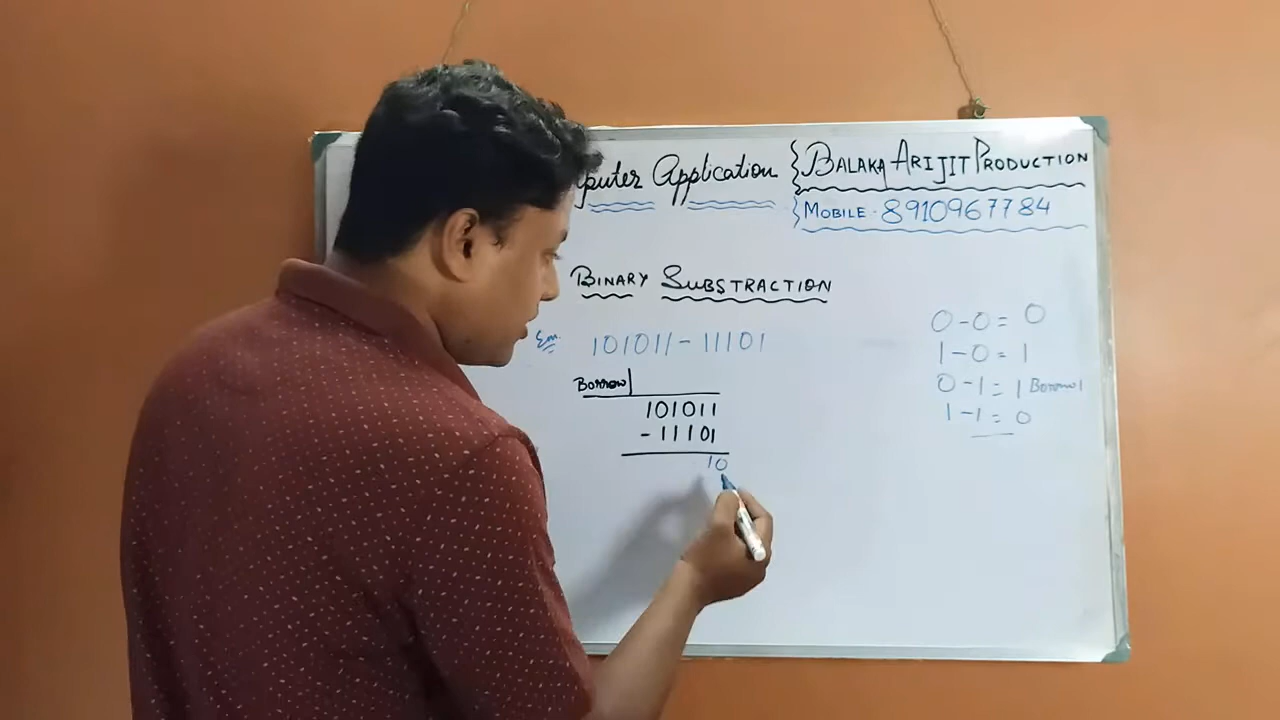 puter Application
BALAKA ARIJIT PRODUCTION
MOBILE - 8910967784
BINARY SUBSTRACTION
101011 - 11101
Borrow
101011
- 11101
10
0 - 0 = 0
1 - 0 = 1
0 - 1 = 1 Borrow 1
1 - 1 = 0